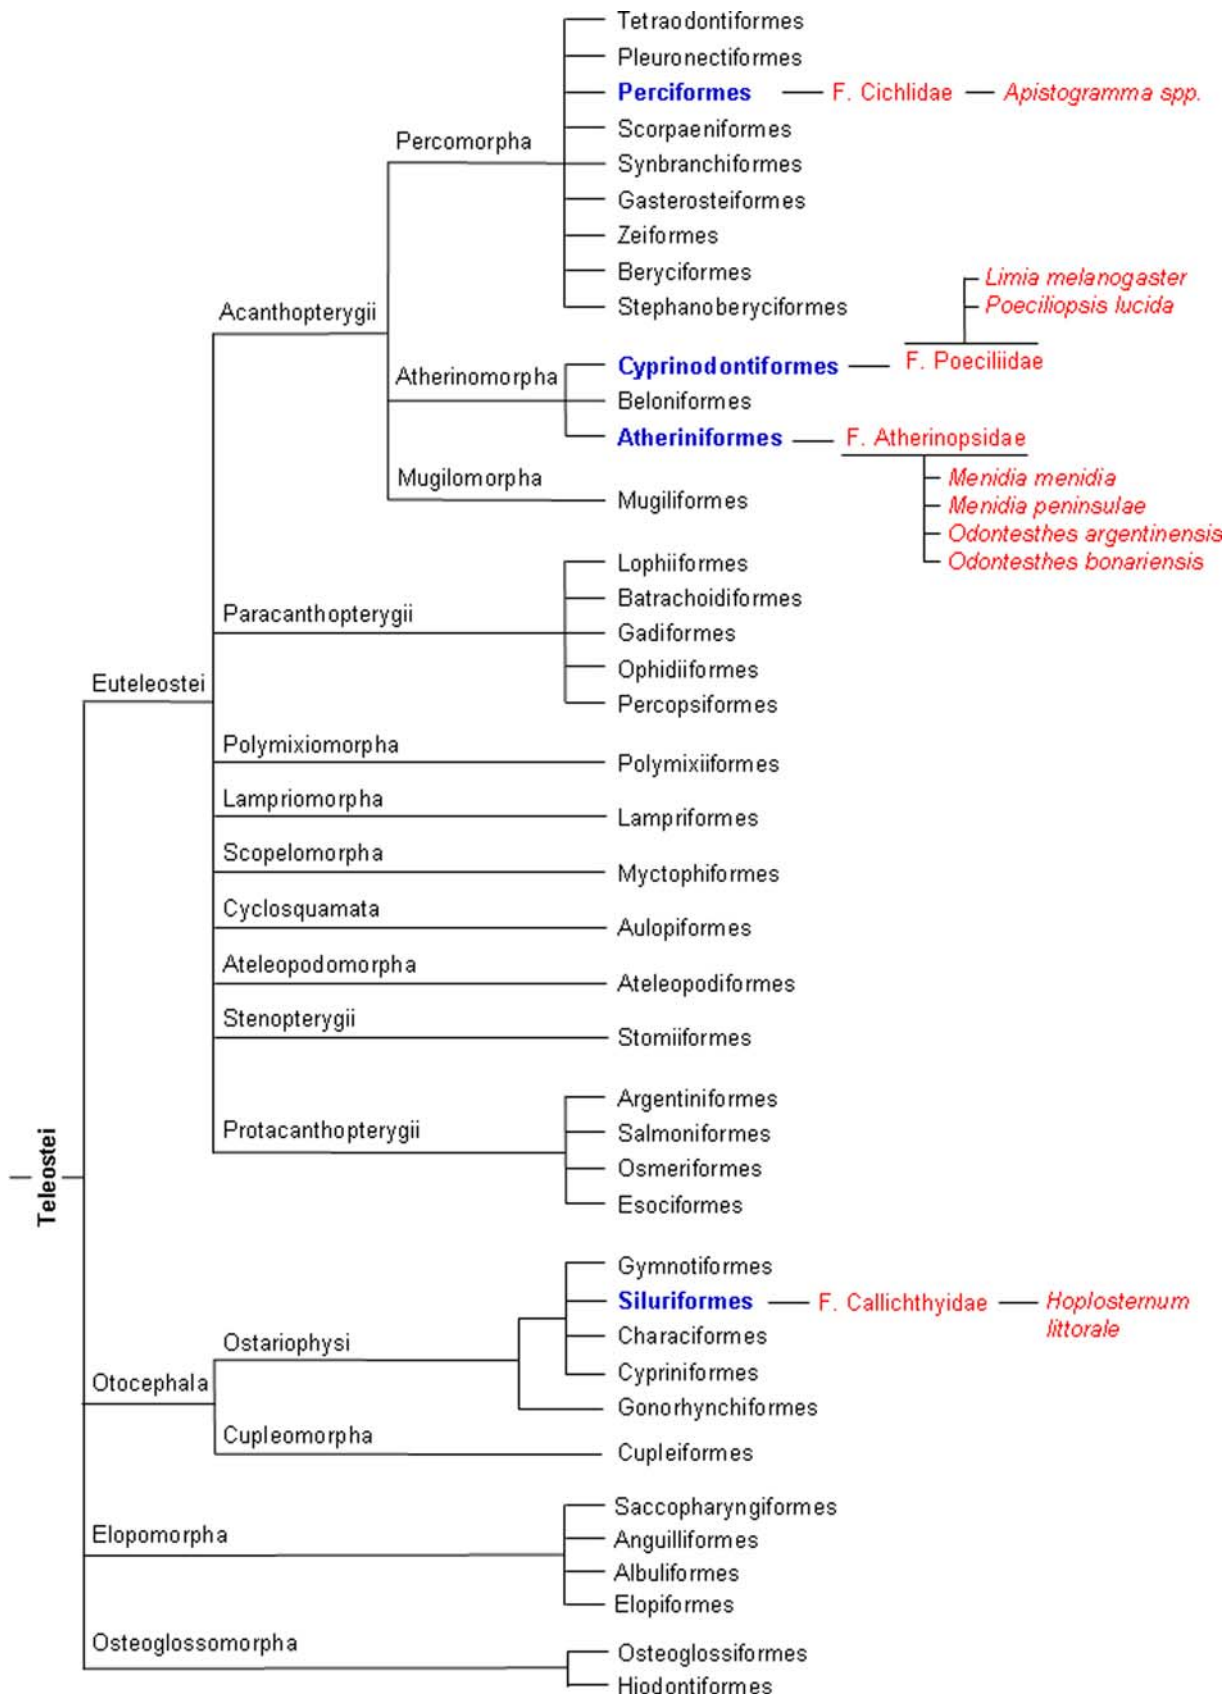 Tetraodontiformes
Pleuronectiformes
Perciformes
F. Cichlidae
Apistogramma spp.
Scorpaeniformes
Percomorpha
Synbranchiformes
Gasterosteiformes
Zeiformes
Beryciformes
Stephanoberyciformes
Limia melanogaster
Poeciliopsis lucida
Acanthopterygii
Cyprinodontiformes
F. Poeciliidae
Atherinomorpha
Beloniformes
Atheriniformes
F. Atherinopsidae
Menidia menidia
Menidia peninsulae
Odontesthes argentinensis
Odontesthes bonariensis
Mugilomorpha
Mugiliformes
Lophiiformes
Batrachoidiformes
Paracanthopterygii
Gadiformes
Ophidiiformes
Percopsiformes
Euteleostei
Polymixiomorpha
Polymixiiformes
Lampriomorpha
Lampriformes
Scopelomorpha
Myctophiformes
Cyclosquamata
Aulopiformes
Ateleopodomorpha
Ateleopodiformes
Stenopterygii
Stomiiformes
Argentiniformes
Protacanthopterygii
Salmoniformes
Osmeriformes
Esociformes
Teleostei
Gymnotiformes
Siluriformes
F. Callichthyidae
Hoplosternum
littorale
Characiformes
Ostariophysi
Cypriniformes
Otocephala
Gonorhynchiformes
Cupleomorpha
Cupleiformes
Saccopharyngiformes
Elopomorpha
Anguilliformes
Albuliformes
Elopiformes
Osteoglossomorpha
Osteoglossiformes
Hiodontiformes